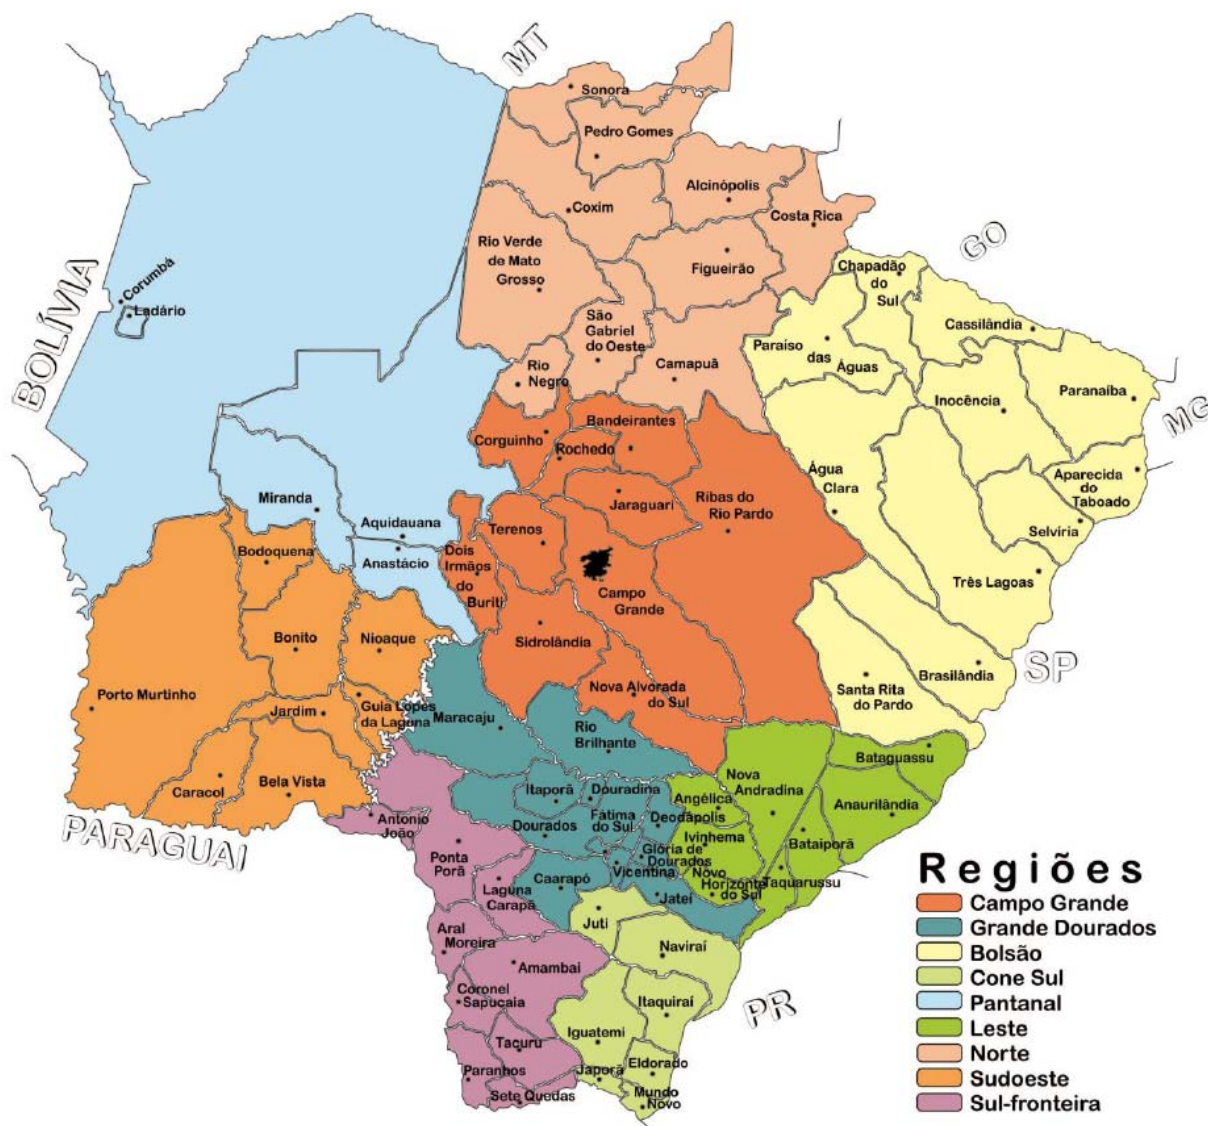 MT
Sonora
Pedro Gomes
Alcinópolis
Coxim
Costa Rica
Rio Verde
de Mato
Grosso
Figueirão
GO
Chapadão
do
Sul
BOLÍVIA
Corumbá
Ladário
São
Gabriel
do Oeste
Cassilândia
Paraíso
das
Águas
Rio
Negro
Camapuã
Inocência
Paranaíba
MG
Bandeirantes
Corguinho
Rochedo
Água
Clara
Aparecida
do
Taboado
Miranda
Jaraguari
Ribas do
Rio Pardo
Aquidauana
Terenos
Selvíria
Bodoquena
Anastácio
Dois
Irmãos
do
Buriti
Três Lagoas
Campo
Grande
Bonito
Nioaque
Sidrolândia
SP
Brasilândia
Porto Murtinho
Santa Rita
do Pardo
Nova Alvorada
do Sul
Jardim
Guia Lopes
da Laguna
Maracaju
Rio
Brilhante
Bataguassu
Caracol
Bela Vista
Nova
Andradina
Itaporã
Douradina
Angélica
Anaurilândia
PARAGUAI
Antonio
João
Dourados
Fátima
do Sul
Deodápolis
Ivinhema
Bataiporã
Ponta
Porã
Glória de
Dourados
Vicentina
Novo
Horizonte
do Sul
Taquarussu
Laguna
Carapã
Caarapó
Jateí
Juti
Aral
Moreira
Naviraí
Amambai
Coronel
Sapucaia
Itaquiraí
PR
Iguatemi
Tacuru
Eldorado
Paranhos
Japorã
Sete Quedas
Mundo
Novo
Regiões
Campo Grande
Grande Dourados
Bolsão
Cone Sul
Pantanal
Leste
Norte
Sudoeste
Sul-fronteira